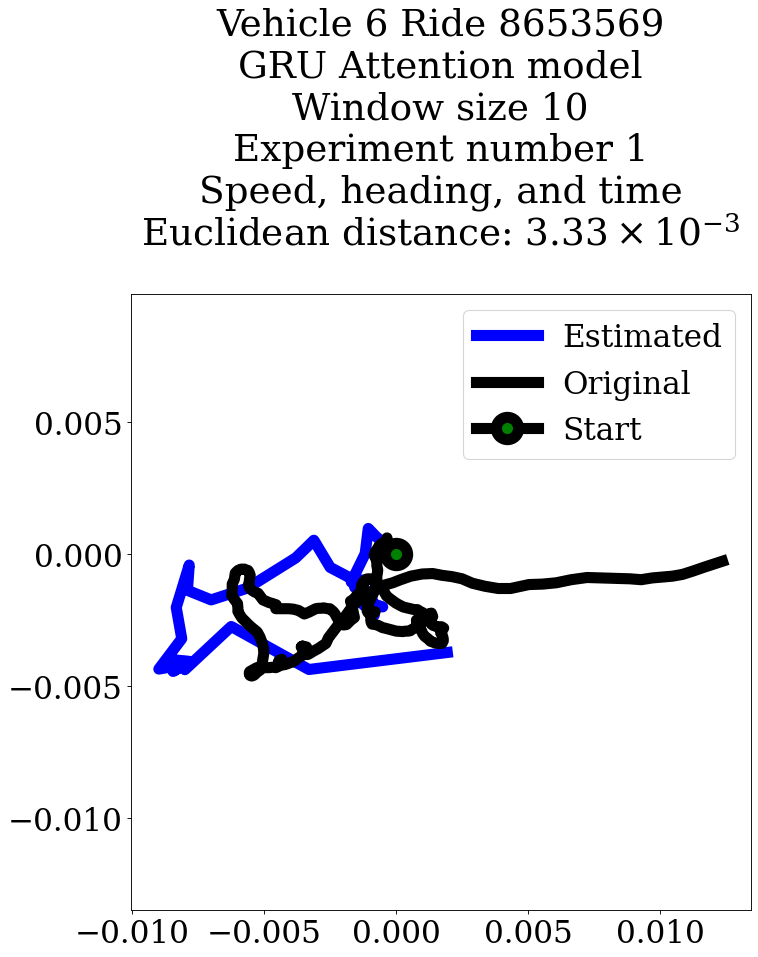 Vehicle 6 Ride 8653569
GRU Attention model
Window size 10
Experiment number 1
Speed, heading, and time
Euclidean distance: 3.33 × 10⁻³
Estimated
Original
Start
0.005
0.000
−0.005
−0.010
−0.010 −0.005 0.000 0.005 0.010